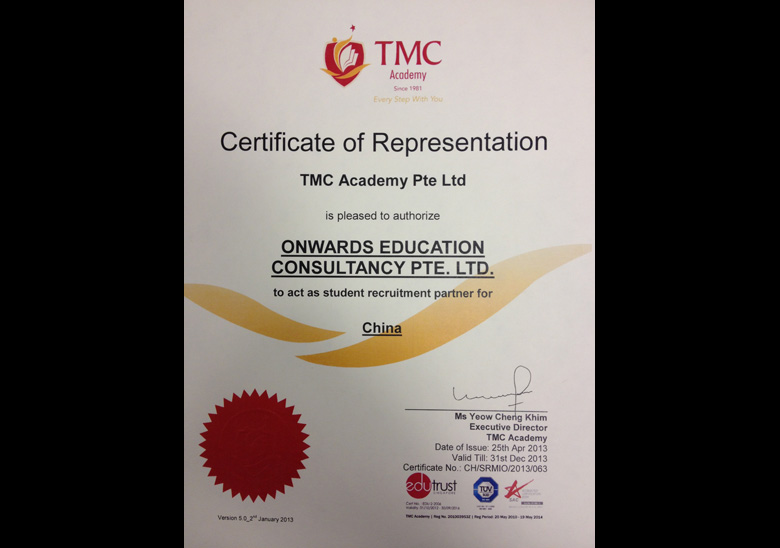 TMC
Academy
Since 1981
Every Step With You
Certificate of Representation
TMC Academy Pte Ltd
is pleased to authorize
ONWARDS EDUCATION
CONSULTANCY PTE. LTD.
to act as student recruitment partner for
China
Ms Yeow Cheng Khim
Executive Director
TMC Academy
Date of Issue: 25th Apr 2013
Valid Till: 31st Dec 2013
Certificate No.: CH/SRMIO/2013/063
edutrust
TUV
Version 5.0_2nd January 2013